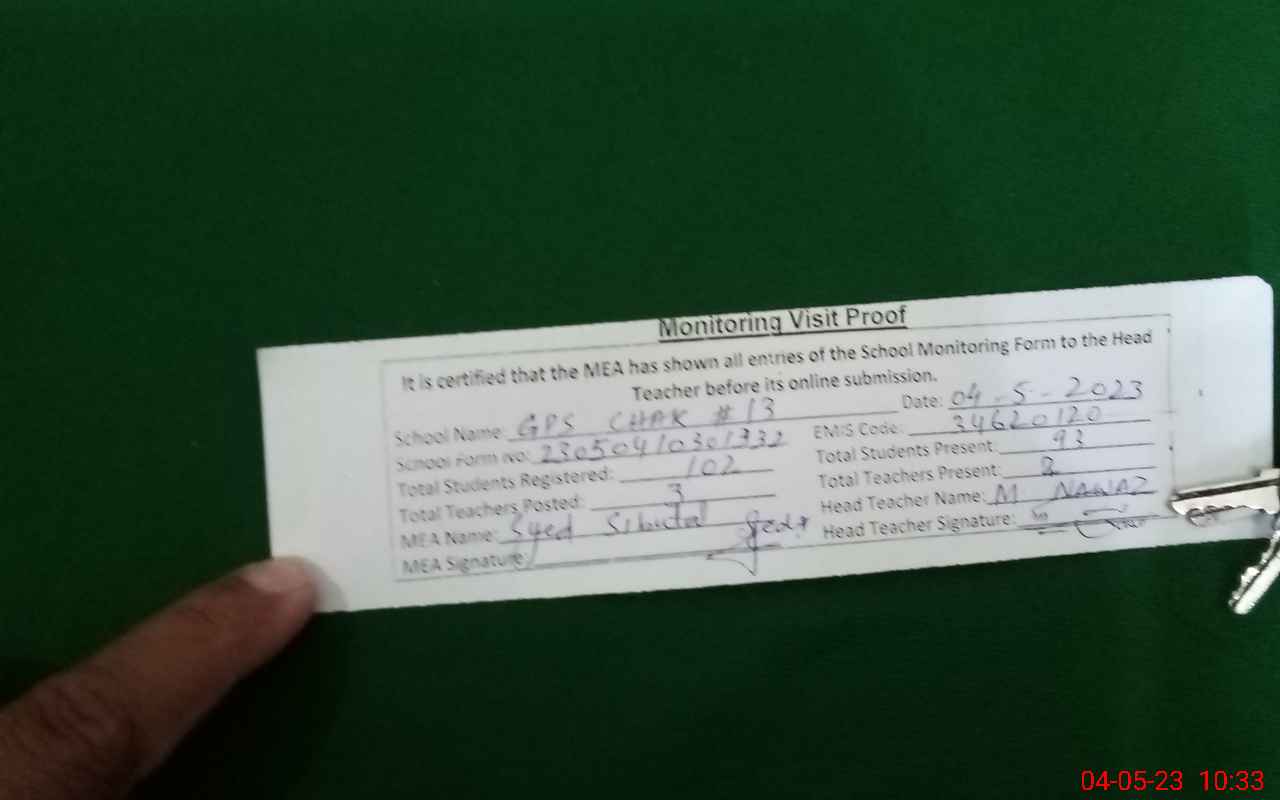 Monitoring Visit Proof
It is certified that the MEA has shown all entries of the School Monitoring Form to the Head
Teacher before its online submission.
School Name: GPS CHAK # 13 Date: 04-5-2023
School Form No: 23050410301332 EMIS Code: 34620120
Total Students Registered: 102 Total Students Present: 93
Total Teachers Posted: 3 Total Teachers Present: 2
MEA Name: Syed Head Teacher Name: M NAWAZ
MEA Signature Head Teacher Signature:
04-05-23 10:33